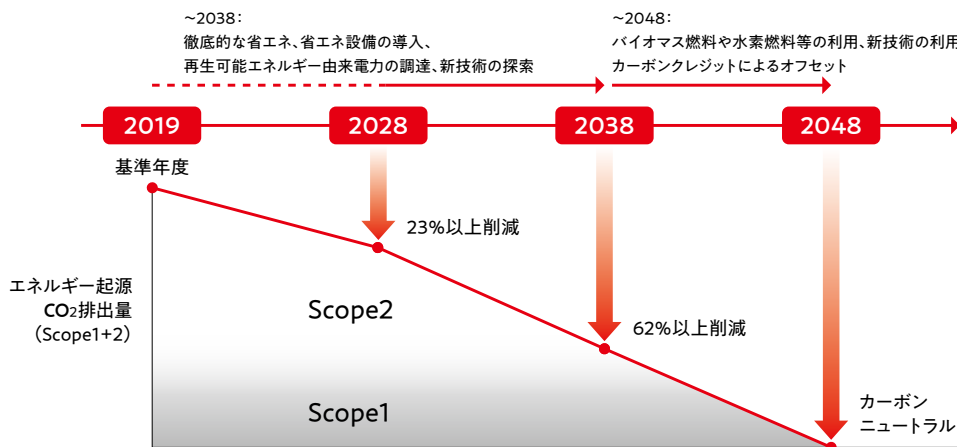 ~2038：
徹底的な省エネ、省エネ設備の導入、
再生可能エネルギー由来電力の調達、新技術の探索
~2048：
バイオマス燃料や水素燃料等の利用、新技術の利用
カーボンクレジットによるオフセット
2019
2028
2038
2048
基準年度
23%以上削減
エネルギー起源
CO2排出量
（Scope1+2）
Scope2
62%以上削減
Scope1
カーボン
ニュートラル